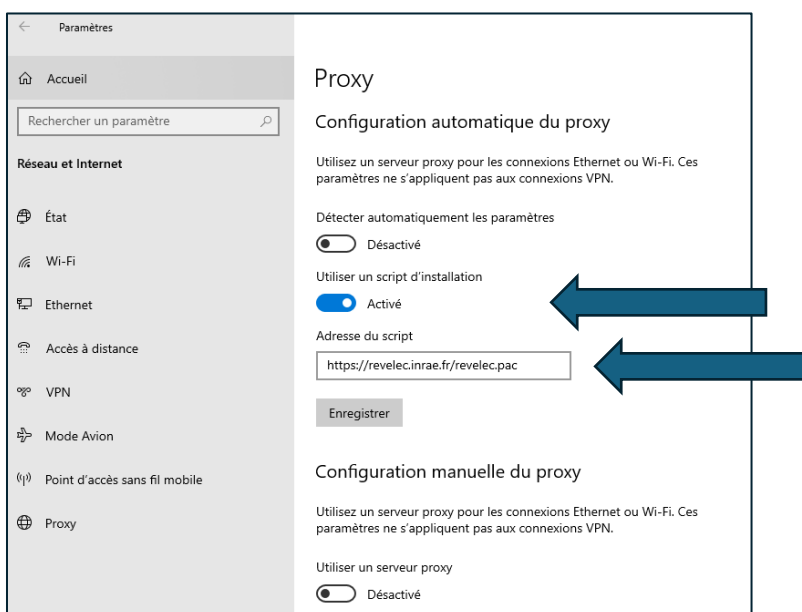 Paramètres
Accueil
Rechercher un paramètre
Réseau et Internet
État
Wi-Fi
Ethernet
Accès à distance
VPN
Mode Avion
Point d’accès sans fil mobile
Proxy
Proxy
Configuration automatique du proxy
Utilisez un serveur proxy pour les connexions Ethernet ou Wi-Fi. Ces
paramètres ne s’appliquent pas aux connexions VPN.
Détecter automatiquement les paramètres
Désactivé
Utiliser un script d’installation
Activé
Adresse du script
https://revelec.inrae.fr/revelec.pac
Enregistrer
Configuration manuelle du proxy
Utilisez un serveur proxy pour les connexions Ethernet ou Wi-Fi. Ces
paramètres ne s’appliquent pas aux connexions VPN.
Utiliser un serveur proxy
Désactivé